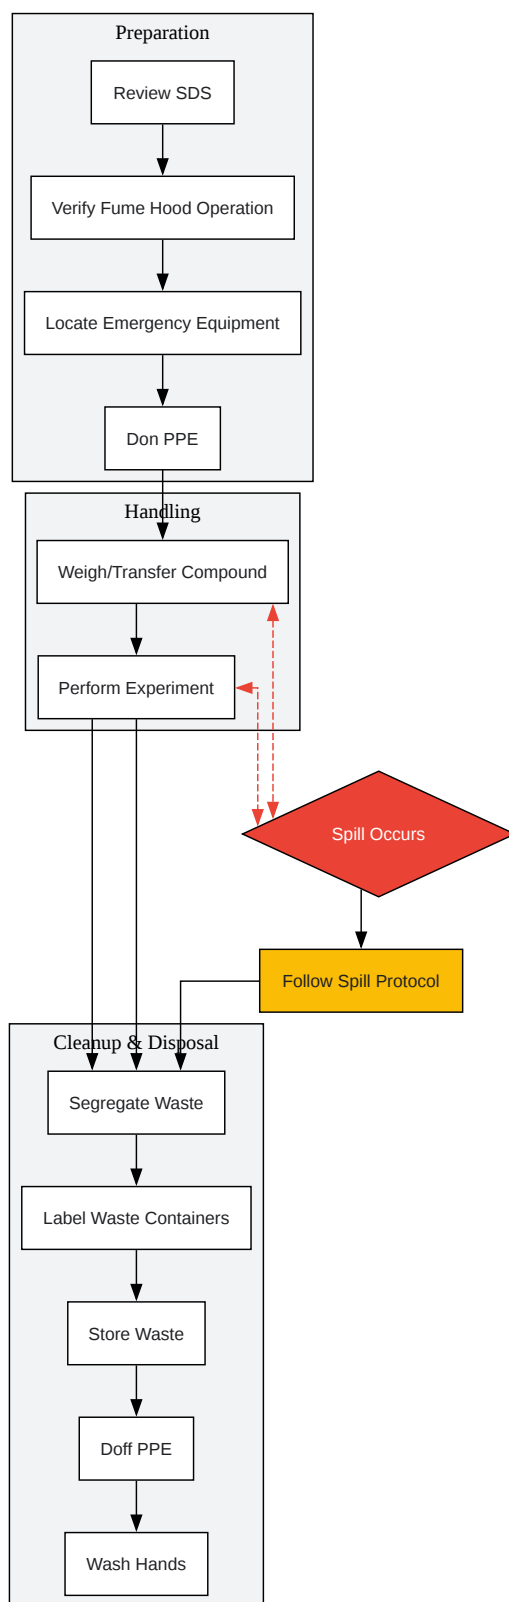 Preparation
Review SDS
Verify Fume Hood Operation
Locate Emergency Equipment
Don PPE
Handling
Weigh/Transfer Compound
Perform Experiment
Spill Occurs
Follow Spill Protocol
Cleanup & Disposal
Segregate Waste
Label Waste Containers
Store Waste
Doff PPE
Wash Hands